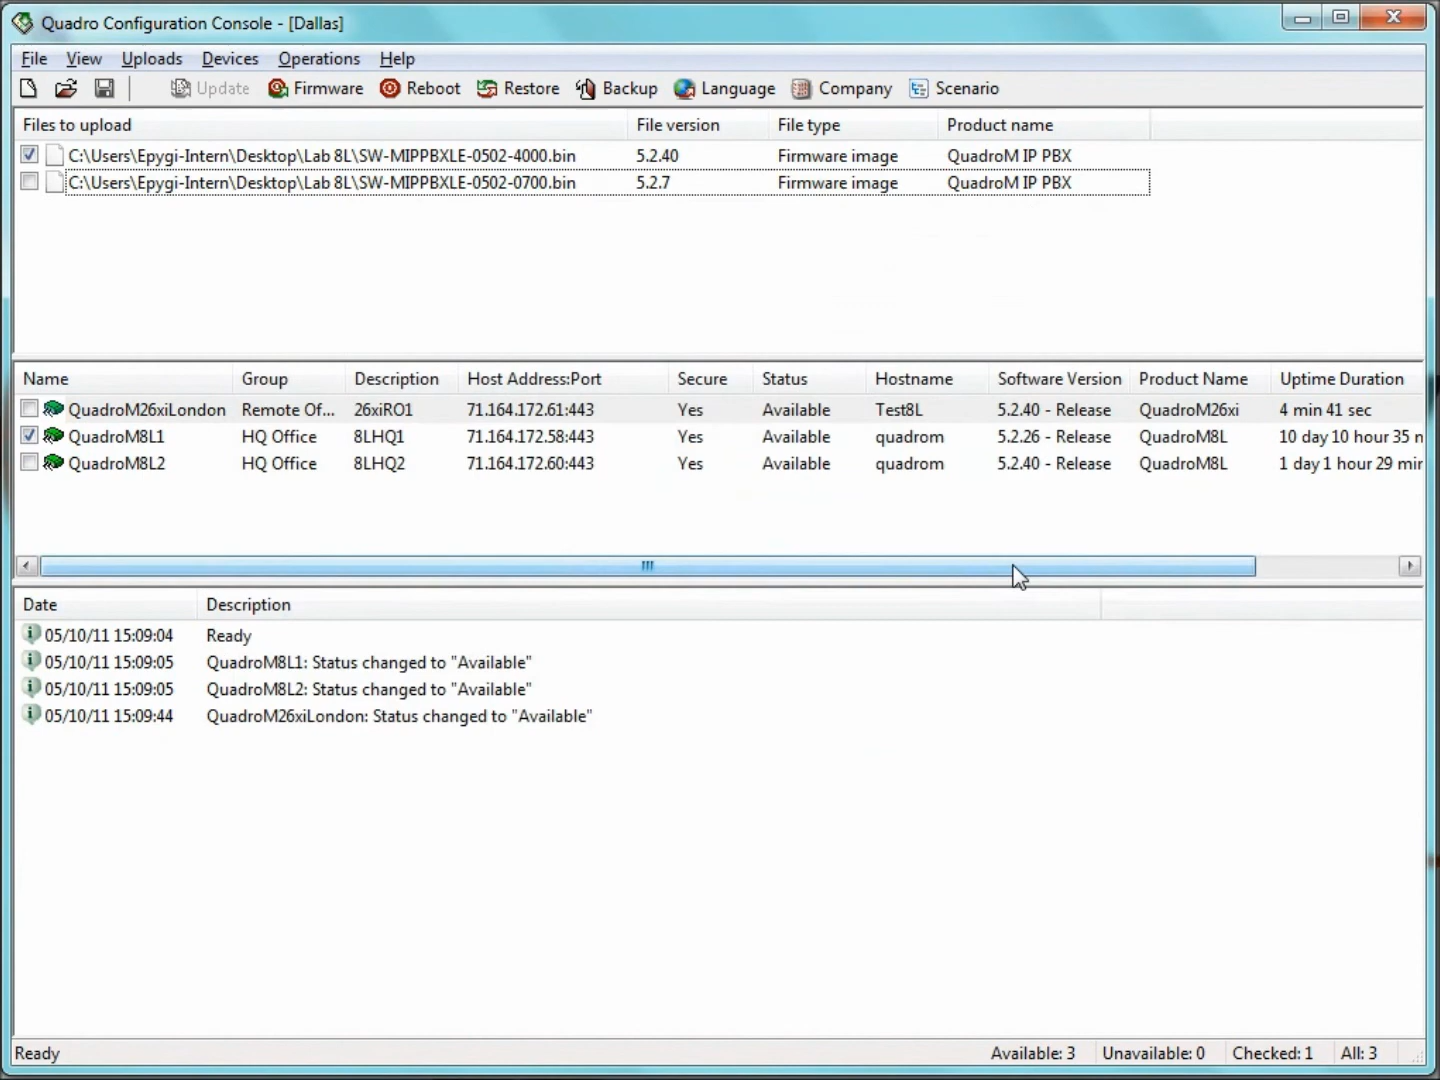 Quadro Configuration Console - [Dallas]
File View Uploads Devices Operations Help
Update Firmware Reboot Restore Backup Language Company Scenario
Files to upload File version File type Product name
C:\Users\Epygi-Intern\Desktop\Lab 8L\SW-MIPPBXLE-0502-4000.bin 5.2.40 Firmware image QuadroM IP PBX
C:\Users\Epygi-Intern\Desktop\Lab 8L\SW-MIPPBXLE-0502-0700.bin 5.2.7 Firmware image QuadroM IP PBX
Name Group Description Host Address:Port Secure Status Hostname Software Version Product Name Uptime Duration
QuadroM26xiLondon Remote Of... 26xiRO1 71.164.172.61:443 Yes Available Test8L 5.2.40 - Release QuadroM26xi 4 min 41 sec
QuadroM8L1 HQ Office 8LHQ1 71.164.172.58:443 Yes Available quadrom 5.2.26 - Release QuadroM8L 10 day 10 hour 35 n
QuadroM8L2 HQ Office 8LHQ2 71.164.172.60:443 Yes Available quadrom 5.2.40 - Release QuadroM8L 1 day 1 hour 29 mir
Date Description
05/10/11 15:09:04 Ready
05/10/11 15:09:05 QuadroM8L1: Status changed to "Available"
05/10/11 15:09:05 QuadroM8L2: Status changed to "Available"
05/10/11 15:09:44 QuadroM26xiLondon: Status changed to "Available"
Ready Available: 3 Unavailable: 0 Checked: 1 All: 3